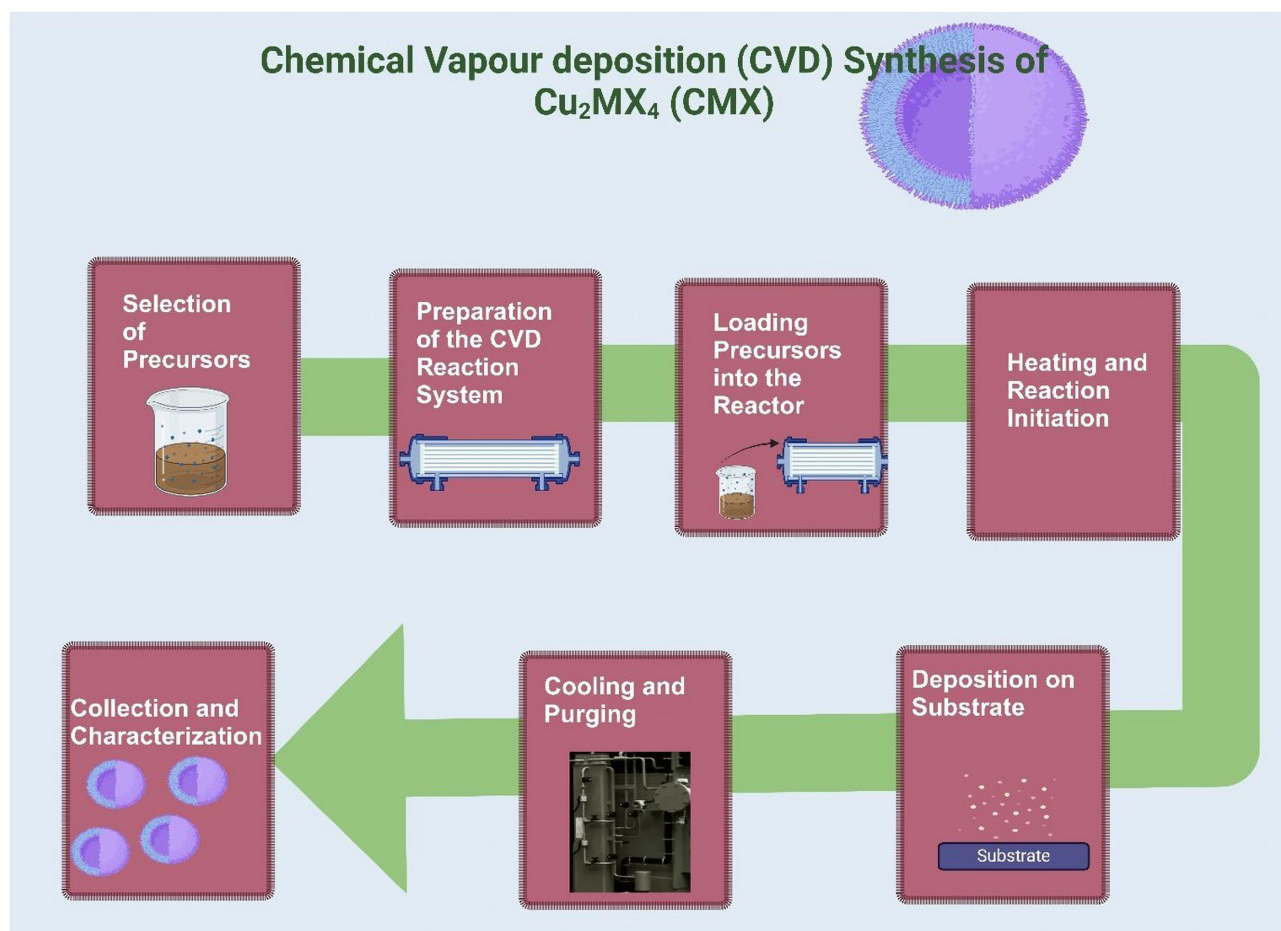 Chemical Vapour deposition (CVD) Synthesis of
Cu₂MX₄ (CMX)
Selection
of
Precursors
Preparation
of the CVD
Reaction
System
Loading
Precursors
into the
Reactor
Heating and
Reaction
Initiation
Deposition on
Substrate
Substrate
Cooling and
Purging
Collection and
Characterization